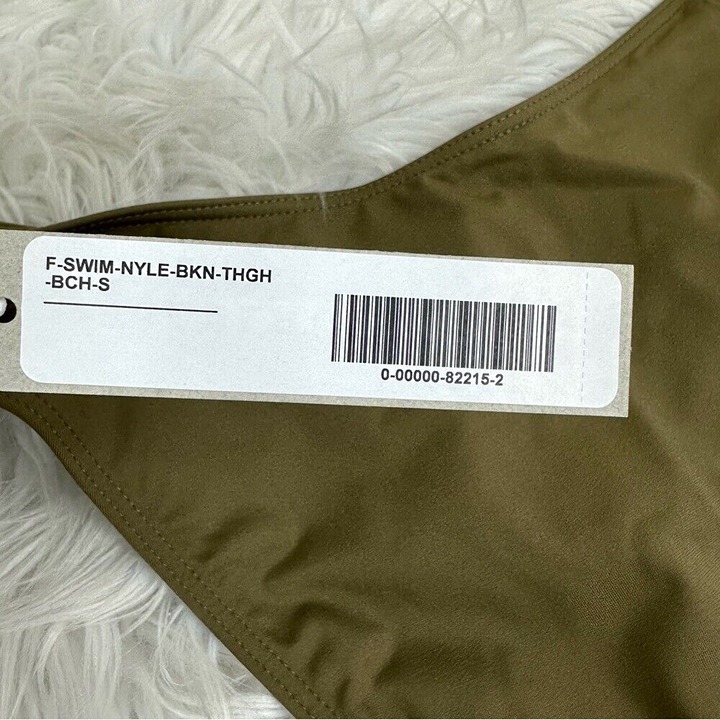 F-SWIM-NYLE-BKN-THGH
-BCH-S
0-00000-82215-2